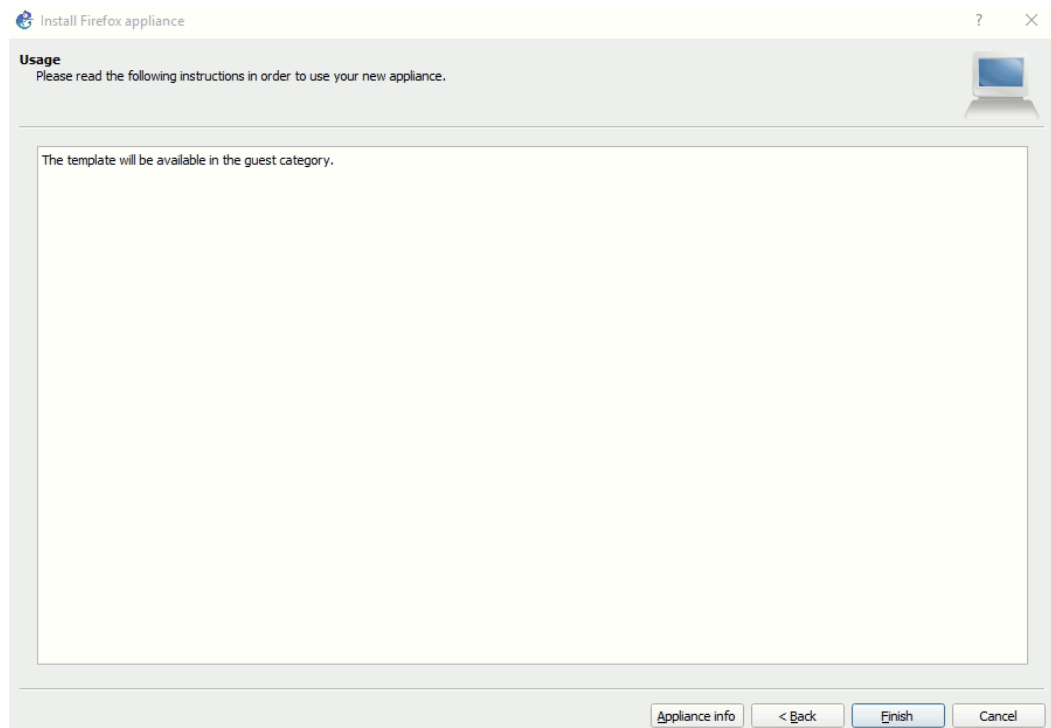 Install Firefox appliance
?
Usage
Please read the following instructions in order to use your new appliance.
The template will be available in the guest category.
Appliance info
< Back
Finish
Cancel